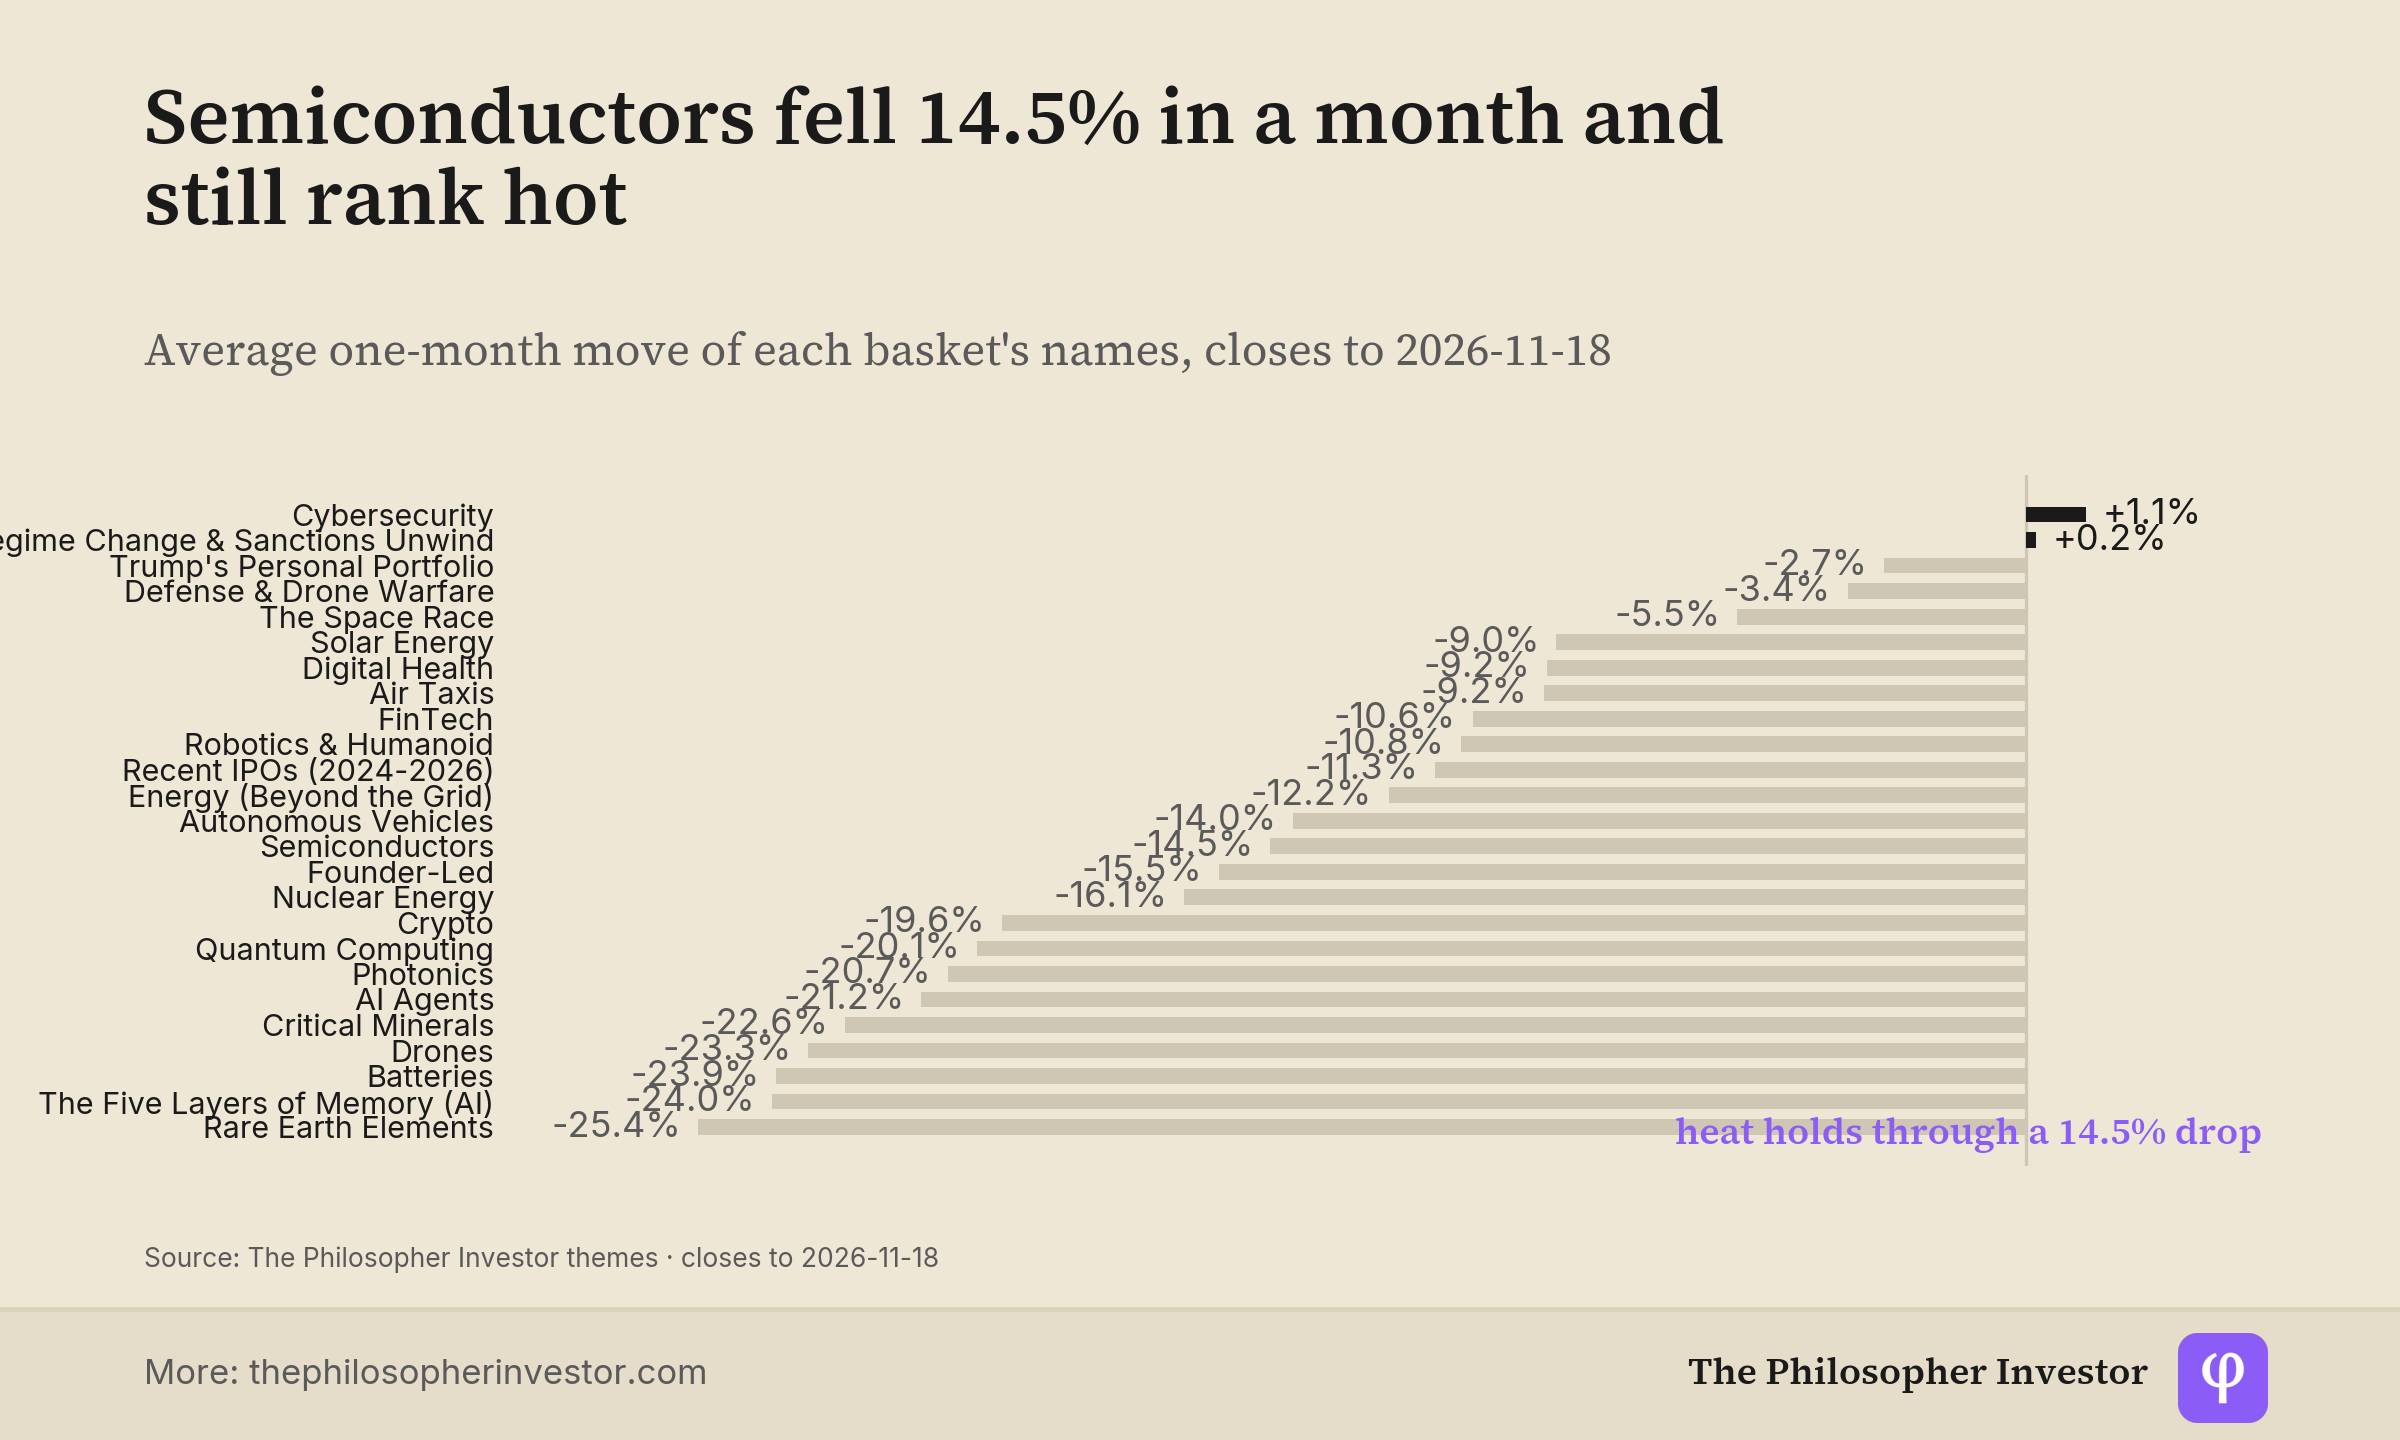 Semiconductors fell 14.5% in a month and
still rank hot
Average one-month move of each basket's names, closes to 2026-11-18
Cybersecurity +1.1%
Change & Sanctions Unwind +0.2%
Trump's Personal Portfolio -2.7%
Defense & Drone Warfare -3.4%
The Space Race -5.5%
Solar Energy -9.0%
Digital Health -9.2%
Air Taxis -9.2%
FinTech -10.6%
Robotics & Humanoid -10.8%
Recent IPOs (2024-2026) -11.3%
Energy (Beyond the Grid) -12.2%
Autonomous Vehicles -14.0%
Semiconductors -14.5%
Founder-Led -15.5%
Nuclear Energy -16.1%
Crypto -19.6%
Quantum Computing -20.1%
Photonics -20.7%
AI Agents -21.2%
Critical Minerals -22.6%
Drones -23.3%
Batteries -23.9%
The Five Layers of Memory (AI) -24.0%
Rare Earth Elements -25.4%
heat holds through a 14.5% drop
Source: The Philosopher Investor themes · closes to 2026-11-18
More: thephilosopherinvestor.com
The Philosopher Investor φ